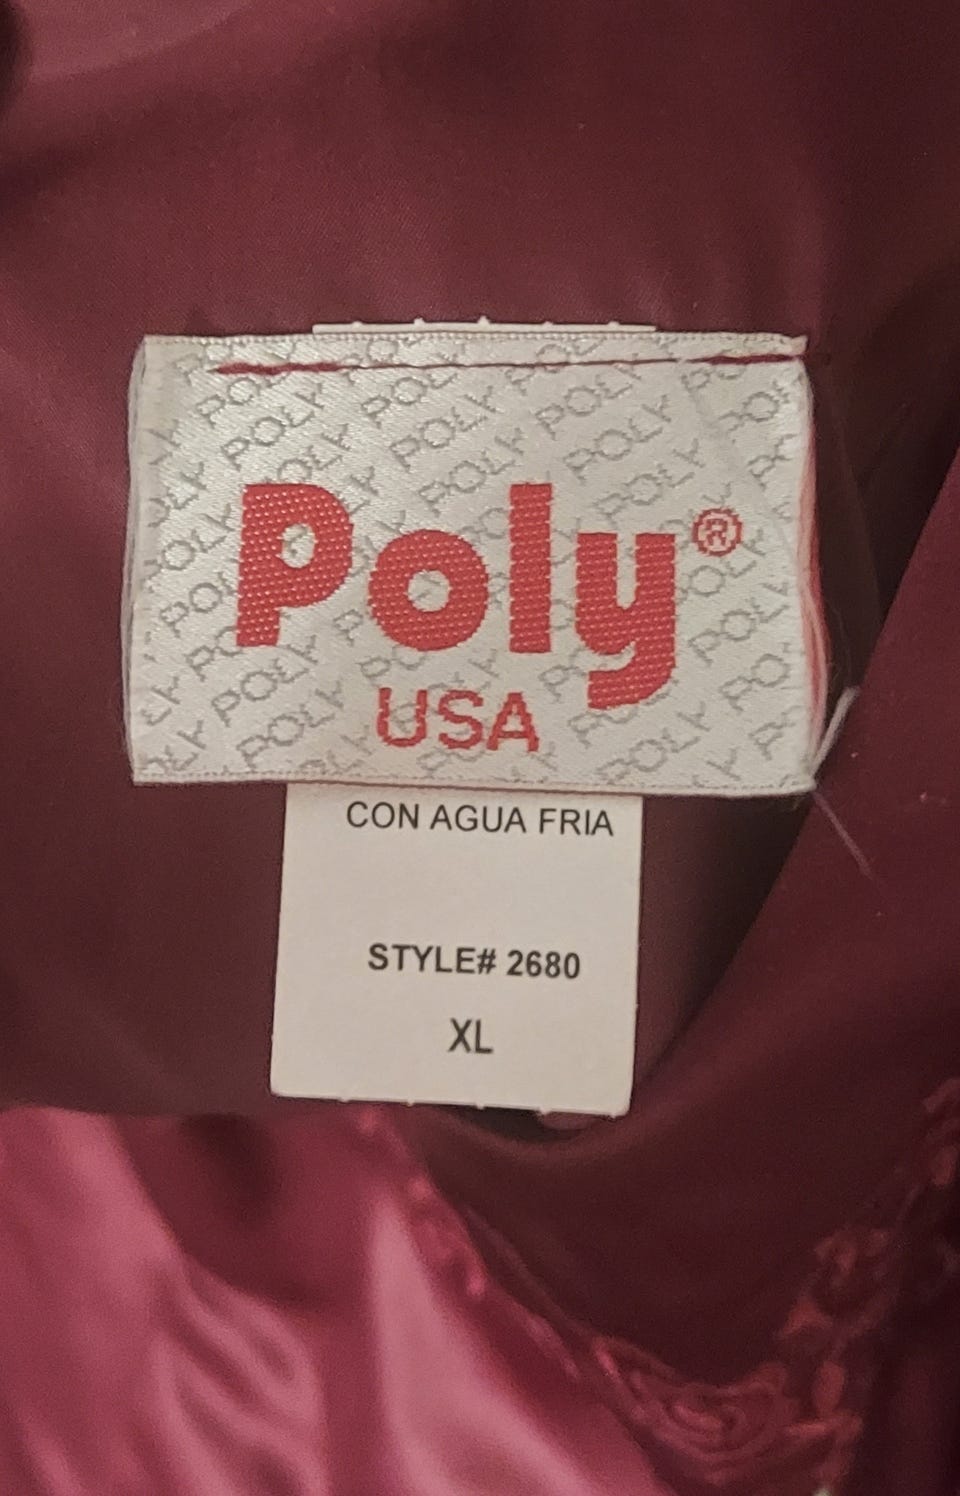 Poly®
USA
CON AGUA FRIA
STYLE# 2680
XL